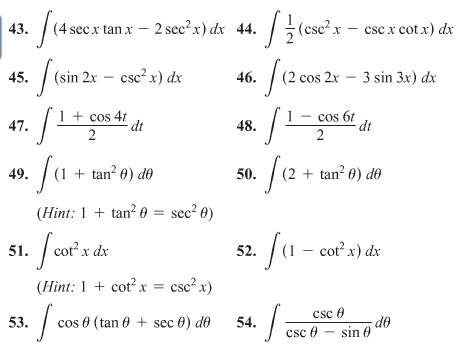 43. ∫(4 sec x tan x − 2 sec² x) dx 44. ∫ 1/2 (csc² x − csc x cot x) dx
45. ∫(sin 2x − csc² x) dx 46. ∫(2 cos 2x − 3 sin 3x) dx
47. ∫ (1 + cos 4t)/2 dt 48. ∫ (1 − cos 6t)/2 dt
49. ∫(1 + tan² θ) dθ 50. ∫(2 + tan² θ) dθ
(Hint: 1 + tan² θ = sec² θ)
51. ∫ cot² x dx 52. ∫(1 − cot² x) dx
(Hint: 1 + cot² x = csc² x)
53. ∫ cos θ (tan θ + sec θ) dθ 54. ∫ csc θ/(csc θ − sin θ) dθ